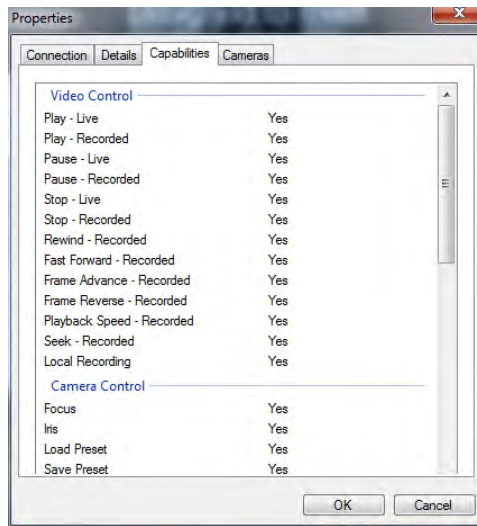 Properties
Connection Details Capabilities Cameras
Video Control
Play - Live Yes
Play - Recorded Yes
Pause - Live Yes
Pause - Recorded Yes
Stop - Live Yes
Stop - Recorded Yes
Rewind - Recorded Yes
Fast Forward - Recorded Yes
Frame Advance - Recorded Yes
Frame Reverse - Recorded Yes
Playback Speed - Recorded Yes
Seek - Recorded Yes
Local Recording Yes
Camera Control
Focus Yes
Iris Yes
Load Preset Yes
Save Preset Yes
OK Cancel